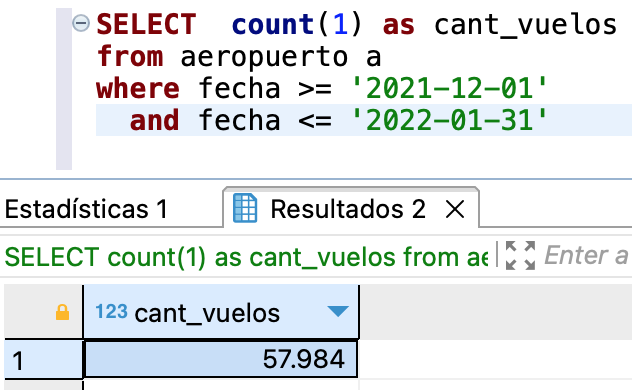 SELECT  count(1) as cant_vuelos
from aeropuerto a
where fecha >= '2021-12-01'
  and fecha <= '2022-01-31'
Estadísticas 1
Resultados 2
SELECT count(1) as cant_vuelos from ae
Enter a
123 cant_vuelos
1
57.984